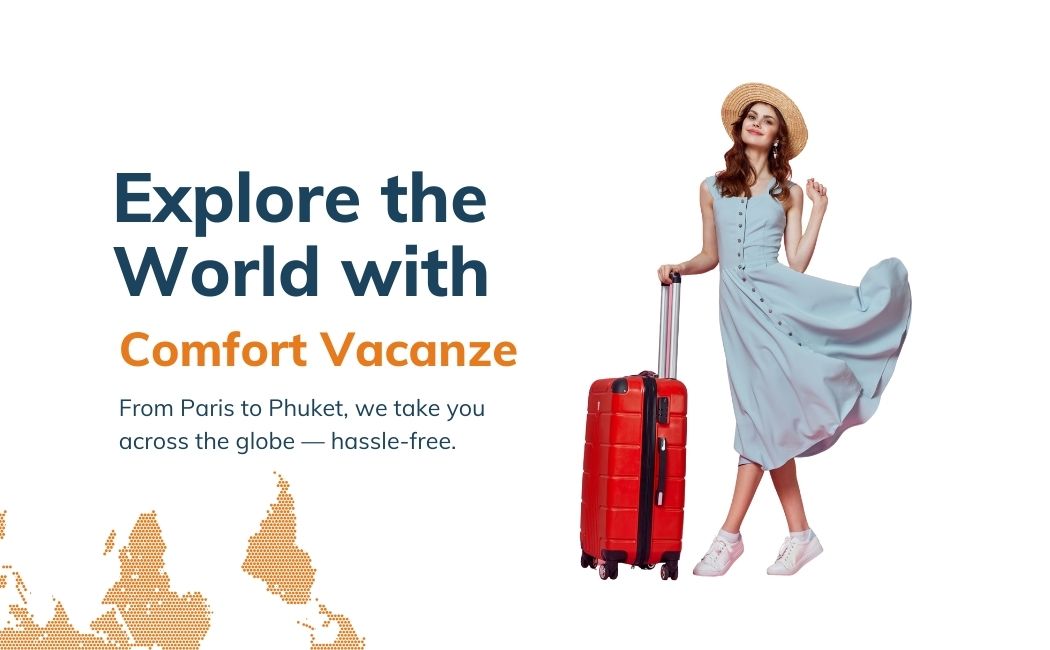 Explore the
World with
Comfort Vacanze
From Paris to Phuket, we take you
across the globe — hassle-free.